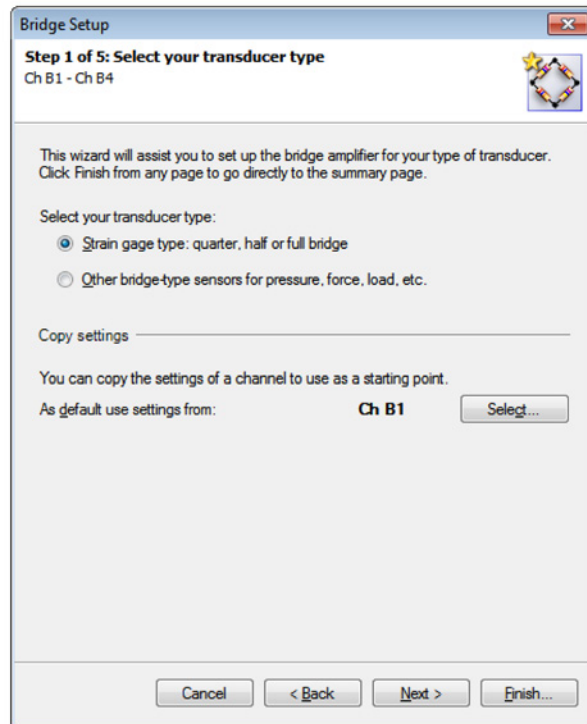 Bridge Setup
Step 1 of 5: Select your transducer type
Ch B1 - Ch B4
This wizard will assist you to set up the bridge amplifier for your type of transducer.
Click Finish from any page to go directly to the summary page.
Select your transducer type:
Strain gage type: quarter, half or full bridge
Other bridge-type sensors for pressure, force, load, etc.
Copy settings
You can copy the settings of a channel to use as a starting point.
As default use settings from: Ch B1 Select...
Cancel < Back Next > Finish...